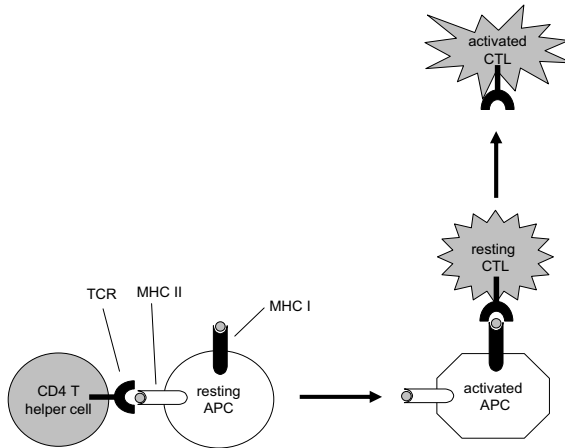 activated
CTL
resting
CTL
TCR
MHC II
MHC I
CD4 T
helper cell
resting
APC
activated
APC